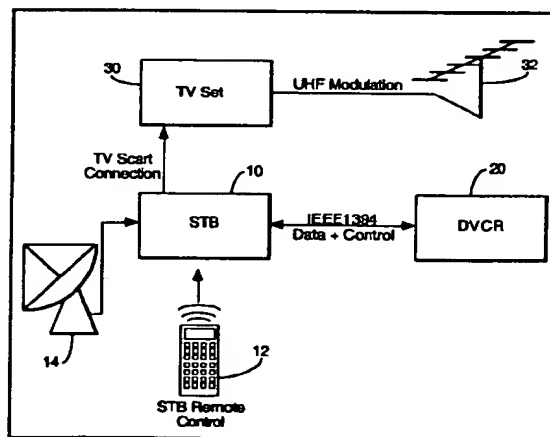 30
TV Set
UHF Modulation
32
TV Scart
Connection
10
STB
IEEE1394
Data + Control
20
DVCR
14
12
STB Remote
Control